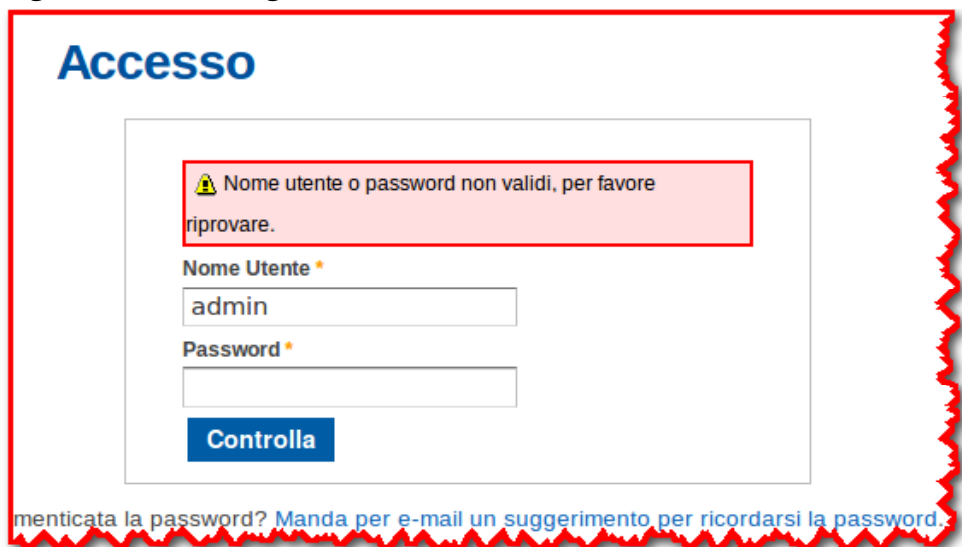 Accesso
Nome utente o password non validi, per favore
riprovare.
Nome Utente *
admin
Password *
Controlla
menticata la password? Manda per e-mail un suggerimento per ricordarsi la password.